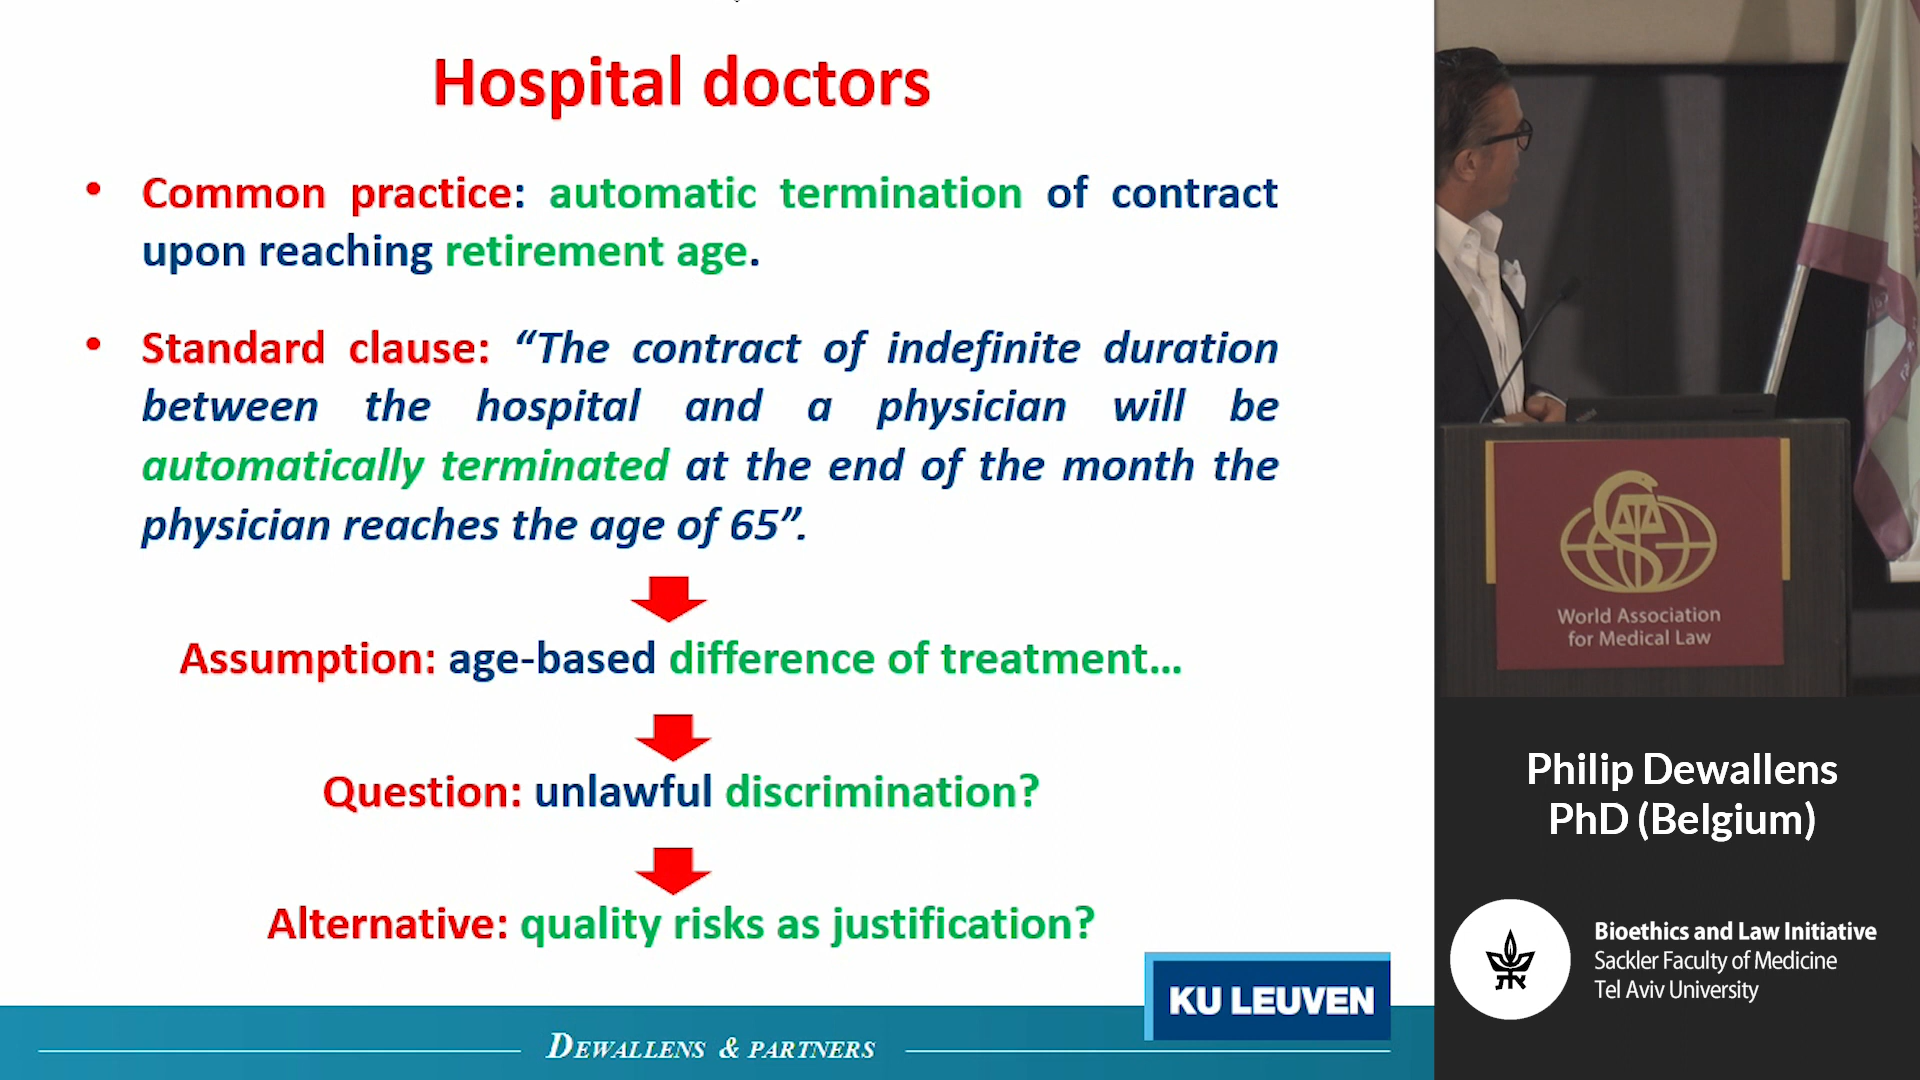 Hospital doctors
• Common practice: automatic termination of contract
upon reaching retirement age.
• Standard clause: “The contract of indefinite duration
between the hospital and a physician will be
automatically terminated at the end of the month the
physician reaches the age of 65”.
Assumption: age-based difference of treatment...
Question: unlawful discrimination?
Alternative: quality risks as justification?
KU LEUVEN
DEWALLENS & PARTNERS
World Association
for Medical Law
Philip Dewallens
PhD (Belgium)
Bioethics and Law Initiative
Sackler Faculty of Medicine
Tel Aviv University